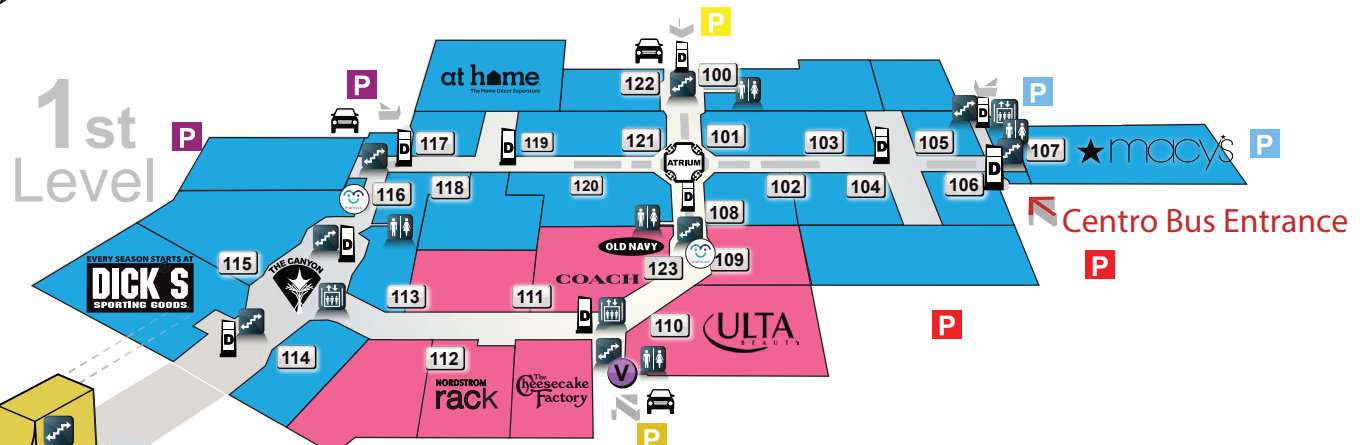 P
D
122
100
at home
The Home Décor Superstore
P
P
1st
Level
P
D
117
D
119
121
101
103
D
105
D
107
★macy's
P
P
ATRIUM
116
118
120
D
102
104
106
D
108
Centro Bus Entrance
OLD NAVY
123
109
P
EVERY SEASON STARTS AT
DICK'S
SPORTING GOODS
115
D
THE CANYON
COACH
113
111
D
110
ULTA
BEAUTY
P
D
114
112
NORDSTROM
rack
The
Cheesecake
Factory
V
P